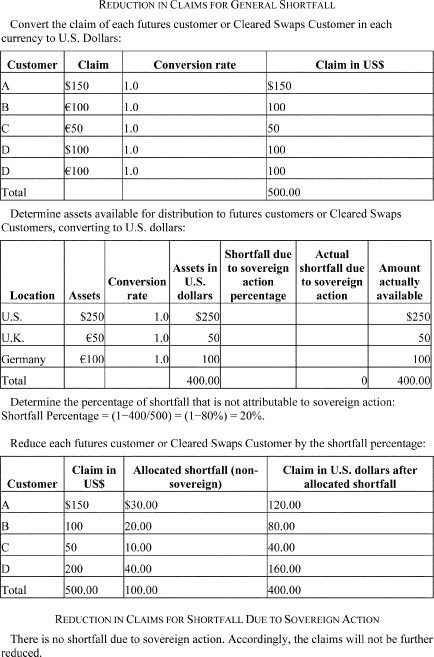 REDUCTION IN CLAIMS FOR GENERAL SHORTFALL
Convert the claim of each futures customer or Cleared Swaps Customer in each
currency to U.S. Dollars:
Customer Claim Conversion rate Claim in US$
A $150 1.0 $150
B €100 1.0 100
C €50 1.0 50
D $100 1.0 100
D €100 1.0 100
Total 500.00
Determine assets available for distribution to futures customers or Cleared Swaps
Customers, converting to U.S. dollars:
Location Assets Conversion rate Assets in U.S. dollars Shortfall due to sovereign action percentage Actual shortfall due to sovereign action Amount actually available
U.S. $250 1.0 $250 $250
U.K. €50 1.0 50 50
Germany €100 1.0 100 100
Total 400.00 0 400.00
Determine the percentage of shortfall that is not attributable to sovereign action:
Shortfall Percentage = (1−400/500) = (1−80%) = 20%.
Reduce each futures customer or Cleared Swaps Customer by the shortfall percentage:
Customer Claim in US$ Allocated shortfall (non-sovereign) Claim in U.S. dollars after allocated shortfall
A $150 $30.00 120.00
B 100 20.00 80.00
C 50 10.00 40.00
D 200 40.00 160.00
Total 500.00 100.00 400.00
REDUCTION IN CLAIMS FOR SHORTFALL DUE TO SOVEREIGN ACTION
There is no shortfall due to sovereign action. Accordingly, the claims will not be further
reduced.